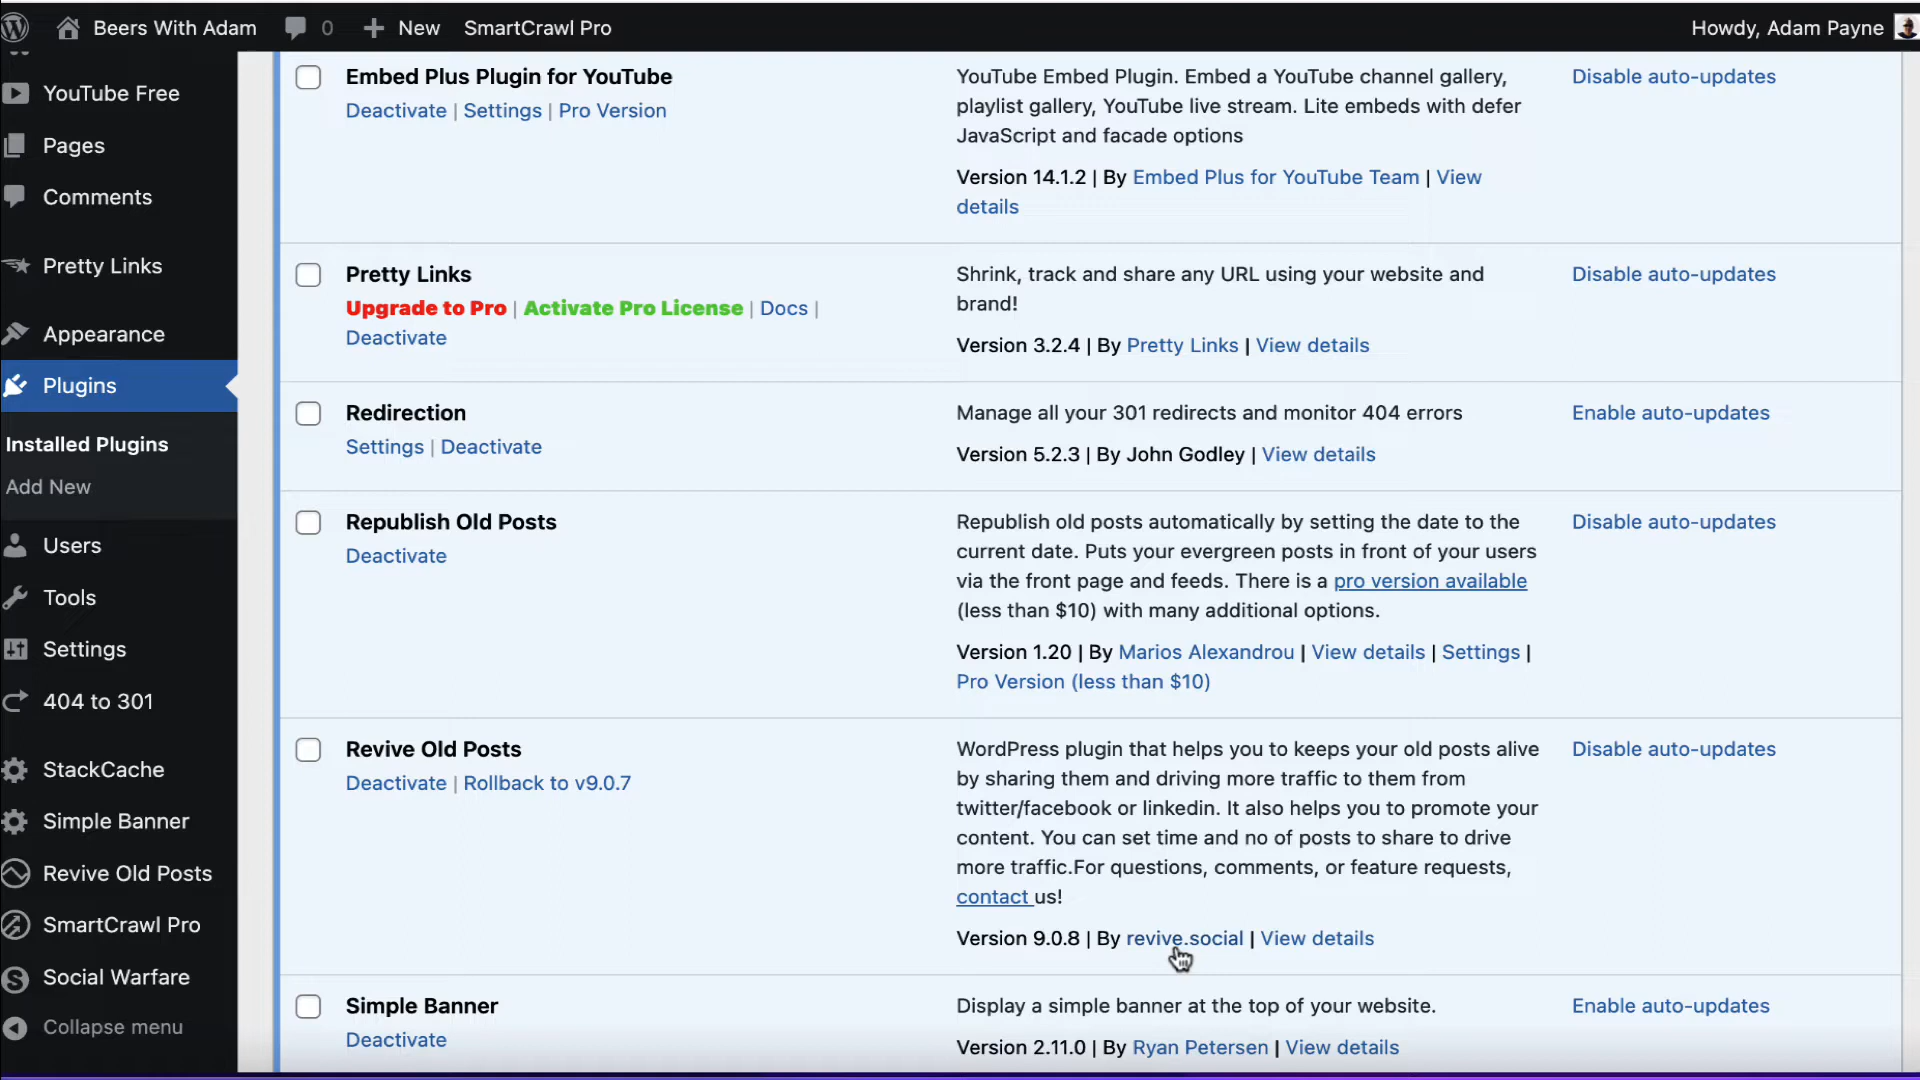 Beers With Adam 0 New SmartCrawl Pro Howdy, Adam Payne
YouTube Free
Pages
Comments
Pretty Links
Appearance
Plugins
Installed Plugins
Add New
Users
Tools
Settings
404 to 301
StackCache
Simple Banner
Revive Old Posts
SmartCrawl Pro
Social Warfare
Collapse menu
Embed Plus Plugin for YouTube
Deactivate | Settings | Pro Version
YouTube Embed Plugin. Embed a YouTube channel gallery,
playlist gallery, YouTube live stream. Lite embeds with defer
JavaScript and facade options
Version 14.1.2 | By Embed Plus for YouTube Team | View
details
Disable auto-updates
Pretty Links
Upgrade to Pro | Activate Pro License | Docs |
Deactivate
Shrink, track and share any URL using your website and
brand!
Version 3.2.4 | By Pretty Links | View details
Disable auto-updates
Redirection
Settings | Deactivate
Manage all your 301 redirects and monitor 404 errors
Version 5.2.3 | By John Godley | View details
Enable auto-updates
Republish Old Posts
Deactivate
Republish old posts automatically by setting the date to the
current date. Puts your evergreen posts in front of your users
via the front page and feeds. There is a pro version available
(less than $10) with many additional options.
Version 1.20 | By Marios Alexandrou | View details | Settings |
Pro Version (less than $10)
Disable auto-updates
Revive Old Posts
Deactivate | Rollback to v9.0.7
WordPress plugin that helps you to keeps your old posts alive
by sharing them and driving more traffic to them from
twitter/facebook or linkedin. It also helps you to promote your
content. You can set time and no of posts to share to drive
more traffic.For questions, comments, or feature requests,
contact us!
Version 9.0.8 | By revive.social | View details
Disable auto-updates
Simple Banner
Deactivate
Display a simple banner at the top of your website.
Version 2.11.0 | By Ryan Petersen | View details
Enable auto-updates